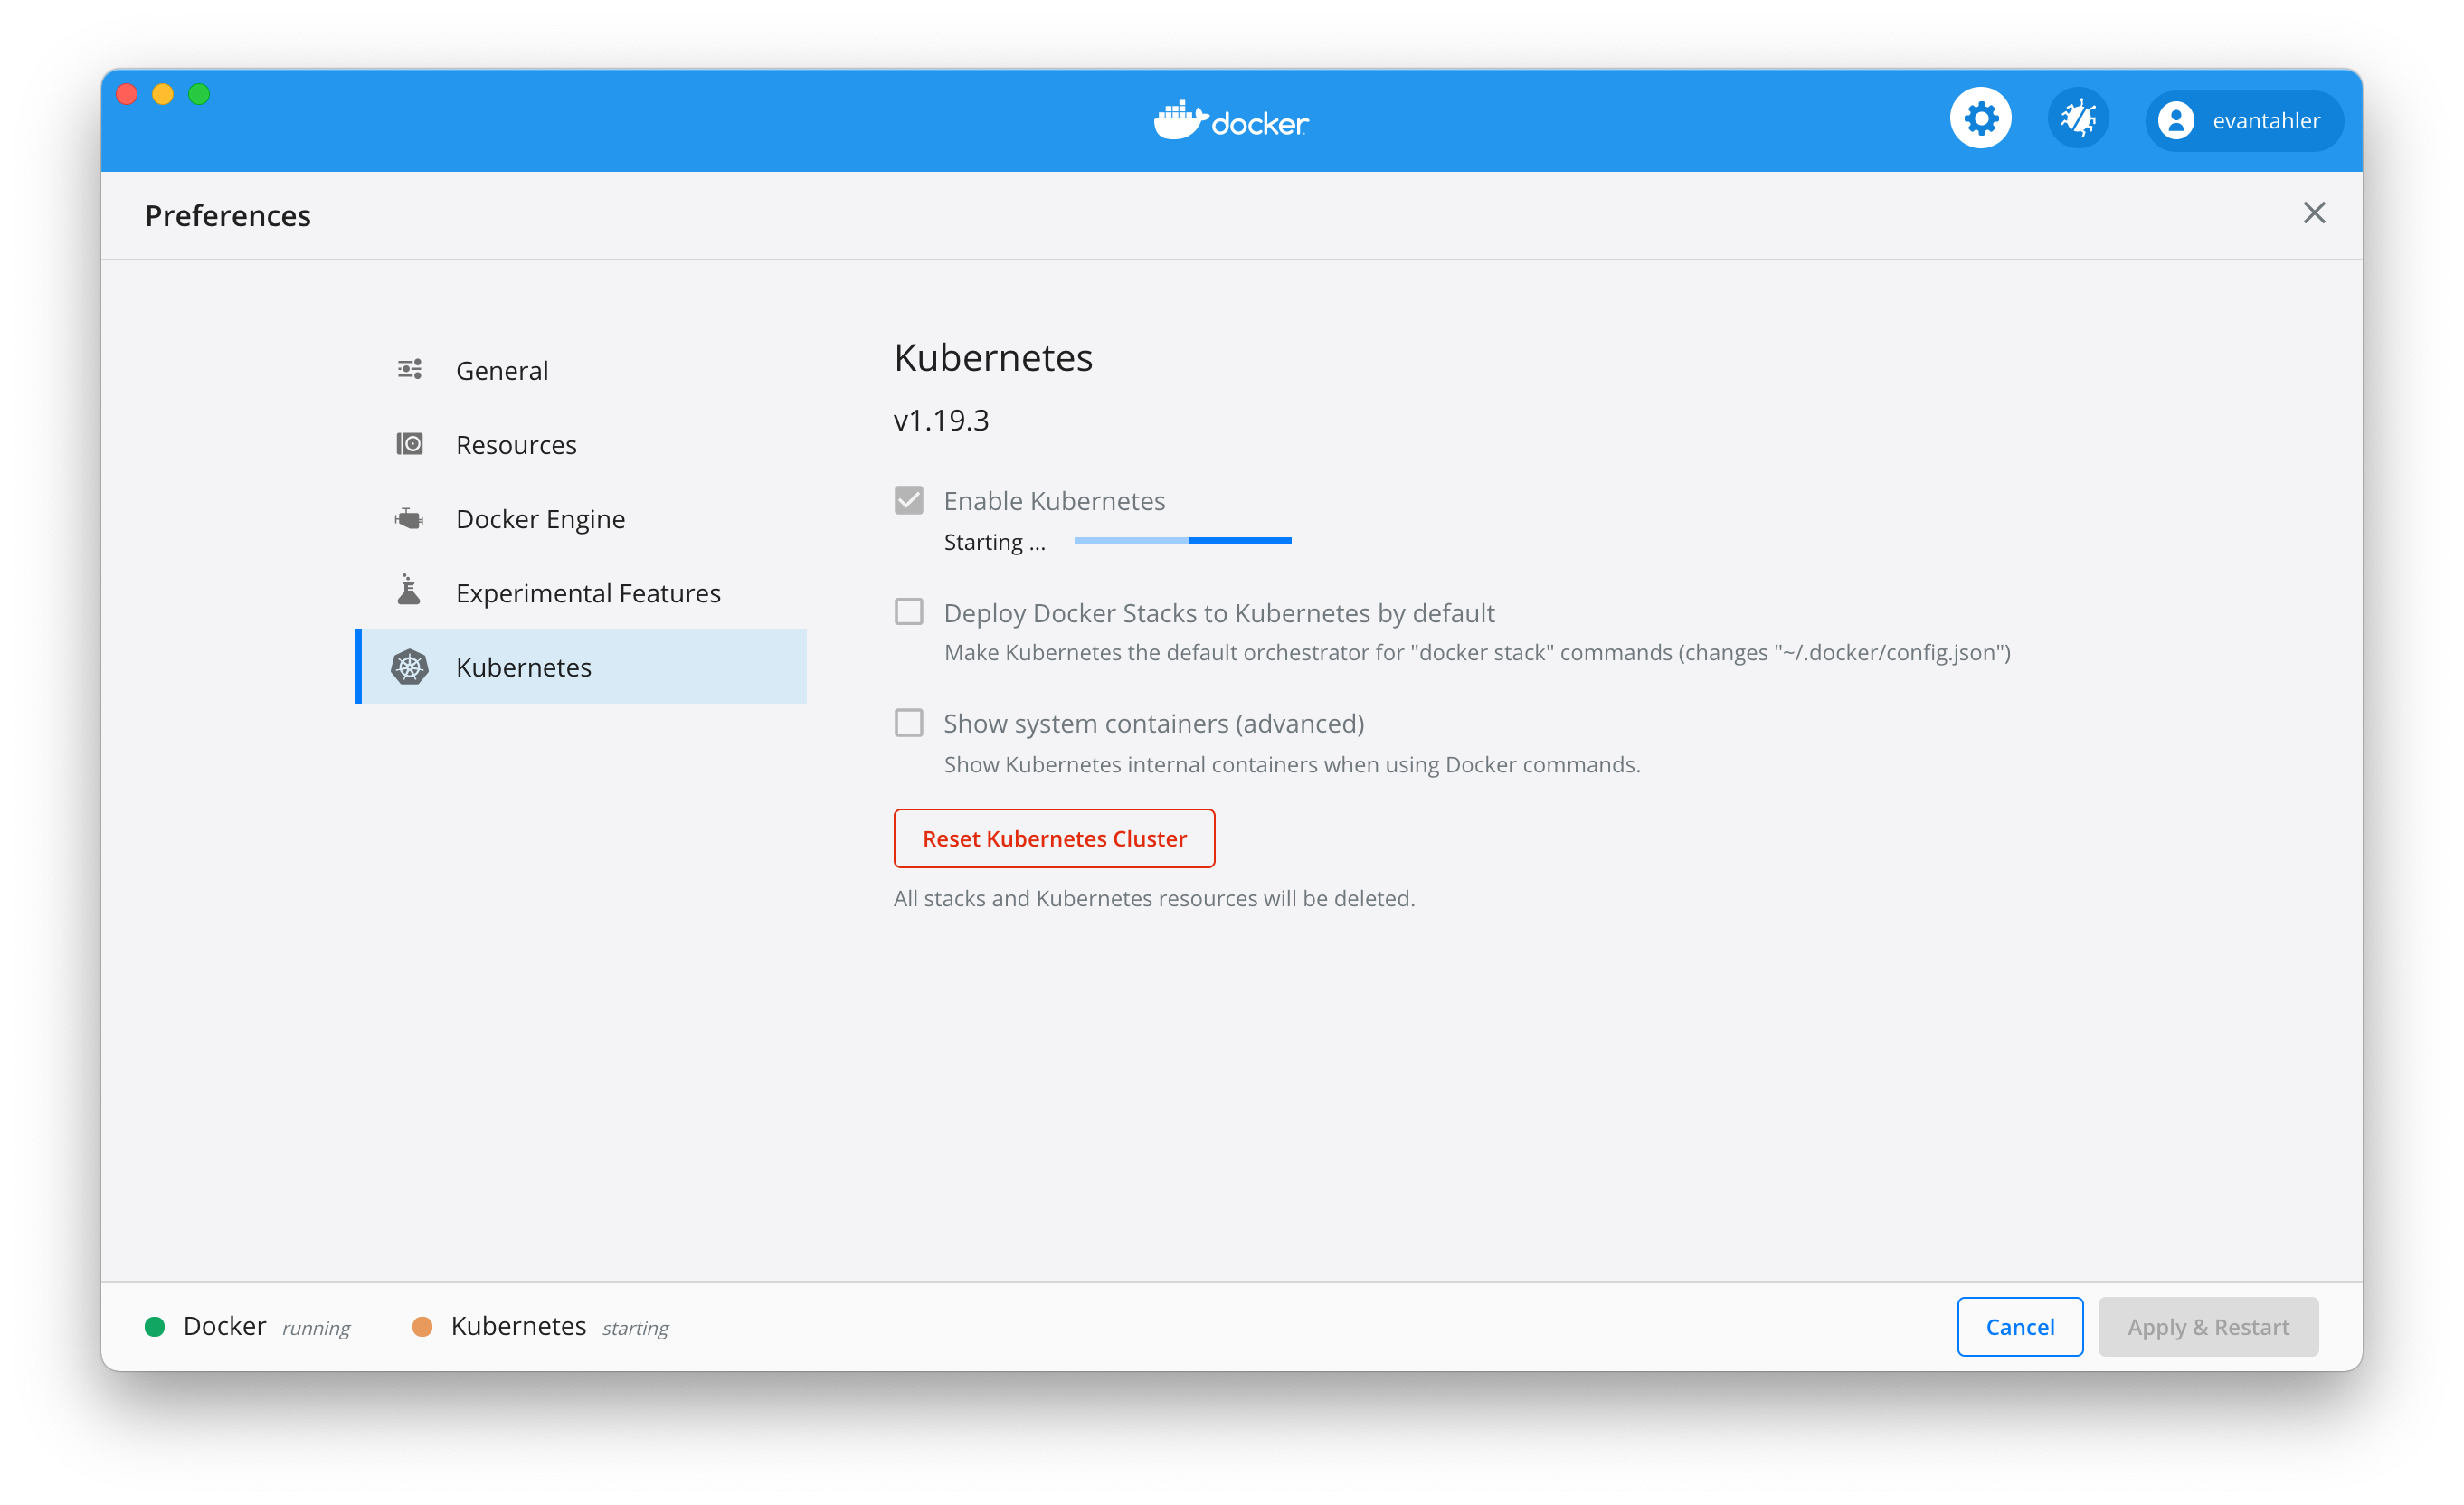 docker
evantahler
Preferences
General
Resources
Docker Engine
Experimental Features
Kubernetes
Kubernetes
v1.19.3
Enable Kubernetes
Starting ...
Deploy Docker Stacks to Kubernetes by default
Make Kubernetes the default orchestrator for "docker stack" commands (changes "~/.docker/config.json")
Show system containers (advanced)
Show Kubernetes internal containers when using Docker commands.
Reset Kubernetes Cluster
All stacks and Kubernetes resources will be deleted.
Docker running
Kubernetes starting
Cancel
Apply & Restart